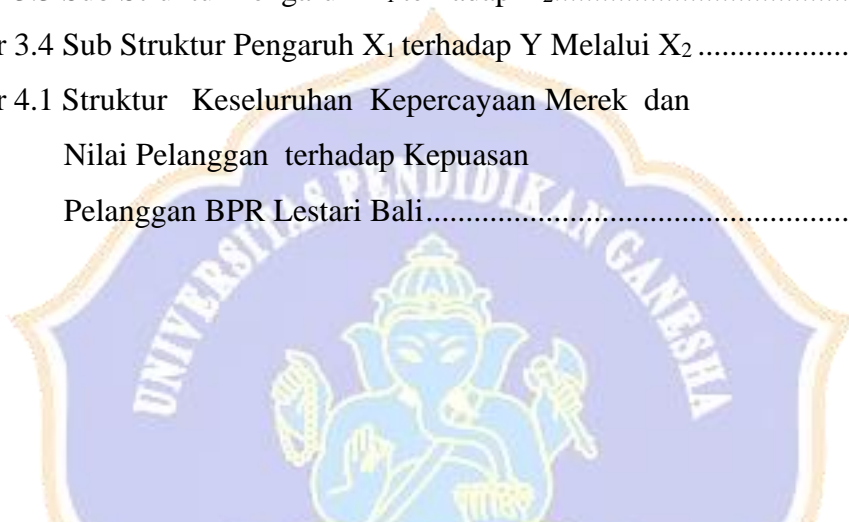 r 3.4 Sub Struktur Pengaruh X₁ terhadap Y Melalui X₂ ...................
r 4.1 Struktur Keseluruhan Kepercayaan Merek dan
Nilai Pelanggan terhadap Kepuasan
Pelanggan BPR Lestari Bali....................................................
UNIVERSITAS PENDIDIKAN GANESHA